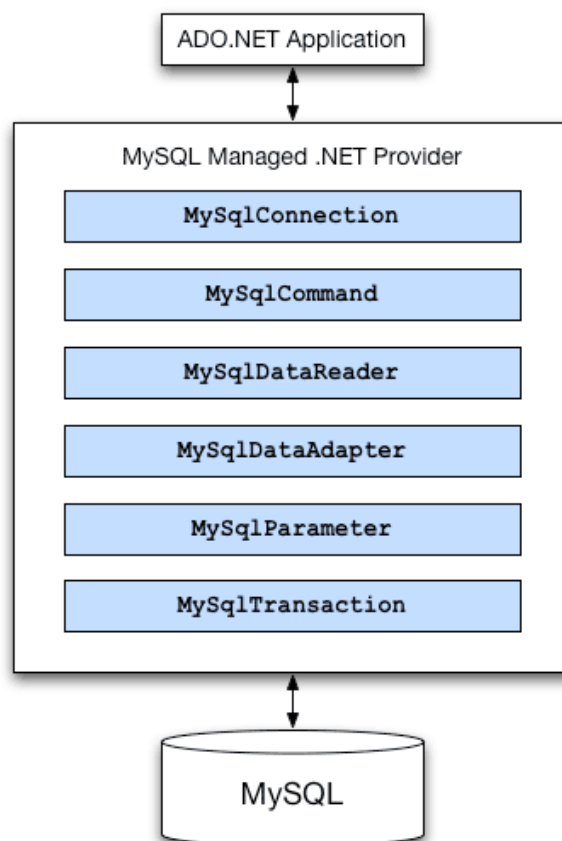 ADO.NET Application
MySQL Managed .NET Provider
MySqlConnection
MySqlCommand
MySqlDataReader
MySqlDataAdapter
MySqlParameter
MySqlTransaction
MySQL